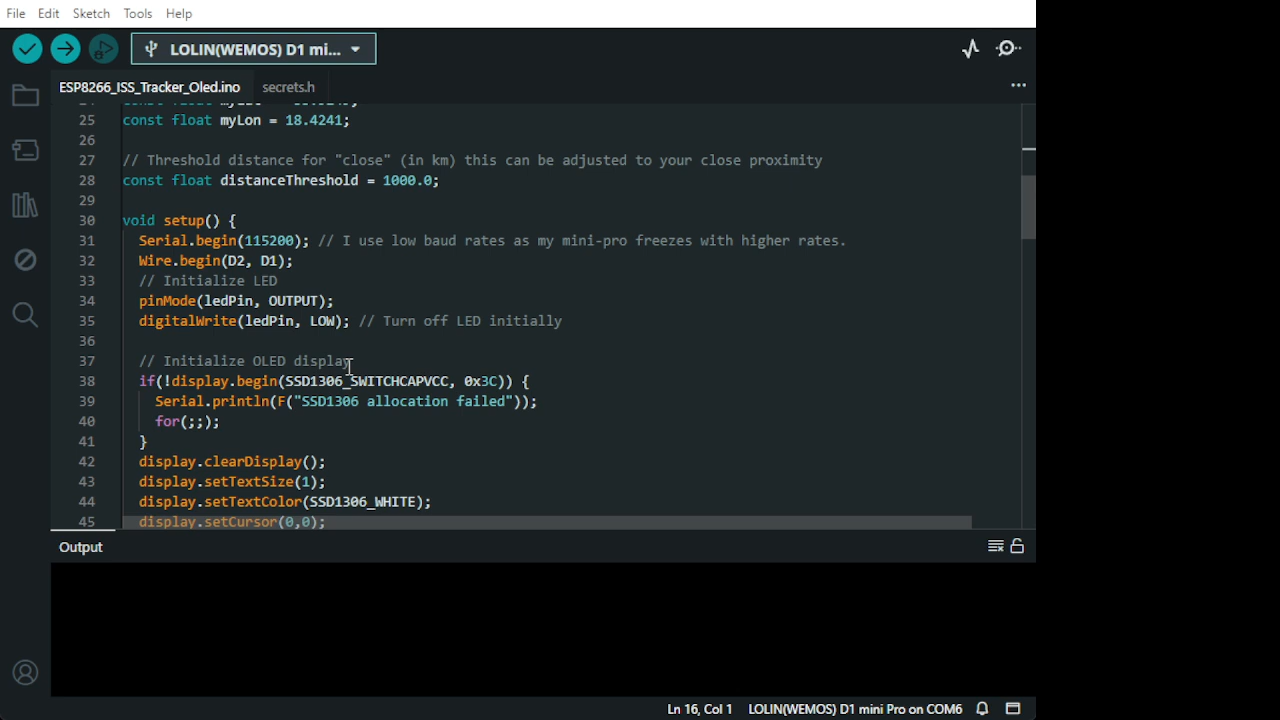 File Edit Sketch Tools Help
LOLIN(WEMOS) D1 mi...
ESP8266_ISS_Tracker_Oled.ino secrets.h
25 const float myLon = 18.4241;
26
27 // Threshold distance for "close" (in km) this can be adjusted to your close proximity
28 const float distanceThreshold = 1000.0;
29
30 void setup() {
31 Serial.begin(115200); // I use low baud rates as my mini-pro freezes with higher rates.
32 Wire.begin(D2, D1);
33 // Initialize LED
34 pinMode(ledPin, OUTPUT);
35 digitalWrite(ledPin, LOW); // Turn off LED initially
36
37 // Initialize OLED display
38 if(!display.begin(SSD1306_SWITCHCAPVCC, 0x3C)) {
39 Serial.println(F("SSD1306 allocation failed"));
40 for(;;);
41 }
42 display.clearDisplay();
43 display.setTextSize(1);
44 display.setTextColor(SSD1306_WHITE);
45 display.setCursor(0,0);
Output
Ln 16, Col 1 LOLIN(WEMOS) D1 mini Pro on COM6